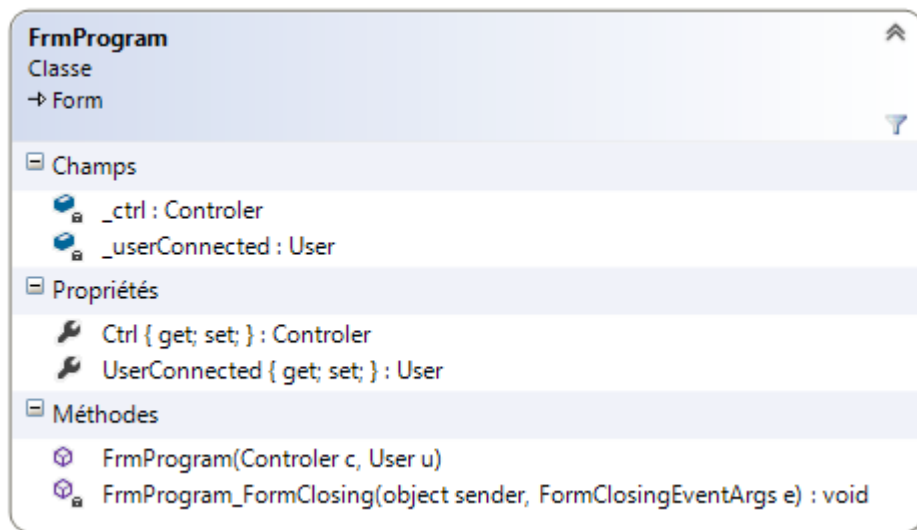 FrmProgram
Classe
Form
Champs
_ctrl : Controler
_userConnected : User
Propriétés
Ctrl { get; set; } : Controler
UserConnected { get; set; } : User
Méthodes
FrmProgram(Controler c, User u)
FrmProgram_FormClosing(object sender, FormClosingEventArgs e) : void